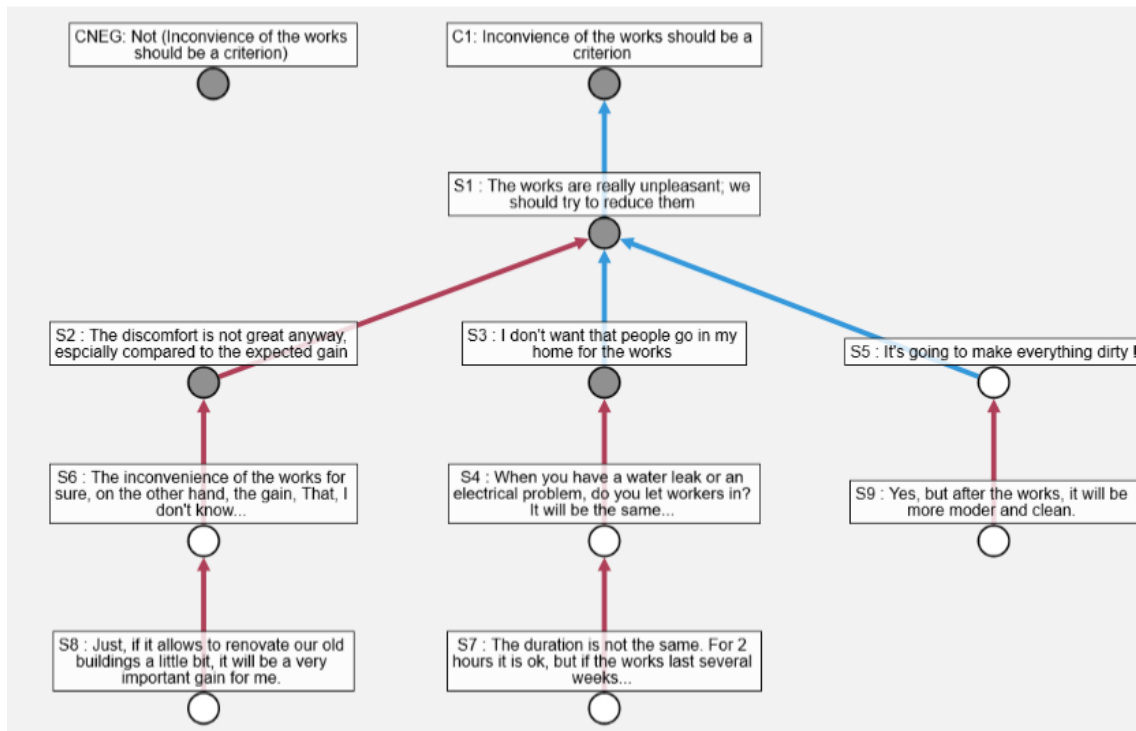 CNEG: Not (Inconvience of the works
should be a criterion)
C1: Inconvience of the works should be a
criterion
S1 : The works are really unpleasant; we
should try to reduce them
S2 : The discomfort is not great anyway,
espcially compared to the expected gain
S3 : I don't want that people go in my
home for the works
S5 : It's going to make everything dirty !
S6 : The inconvenience of the works for
sure, on the other hand, the gain, That, I
don't know...
S4 : When you have a water leak or an
electrical problem, do you let workers in?
It will be the same...
S9 : Yes, but after the works, it will be
more moder and clean.
S8 : Just, if it allows to renovate our old
buildings a little bit, it will be a very
important gain for me.
S7 : The duration is not the same. For 2
hours it is ok, but if the works last several
weeks...